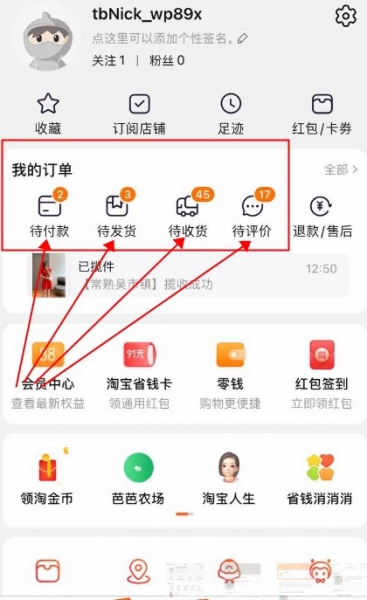 tbNick_wp89x
点这里可以添加个性签名。
关注 1 | 粉丝 0
收藏 订阅店铺 足迹 红包/卡券
我的订单 全部 >
2 3 45 17
待付款 待发货 待收货 待评价 退款/售后
已揽件 12:50
【常熟吴市镇】揽收成功
88 91元
会员中心 淘宝省钱卡 零钱 红包签到
查看最新权益 领通用红包 购物更便捷 立即领红包
领淘金币 芭芭农场 淘宝人生 省钱消消消